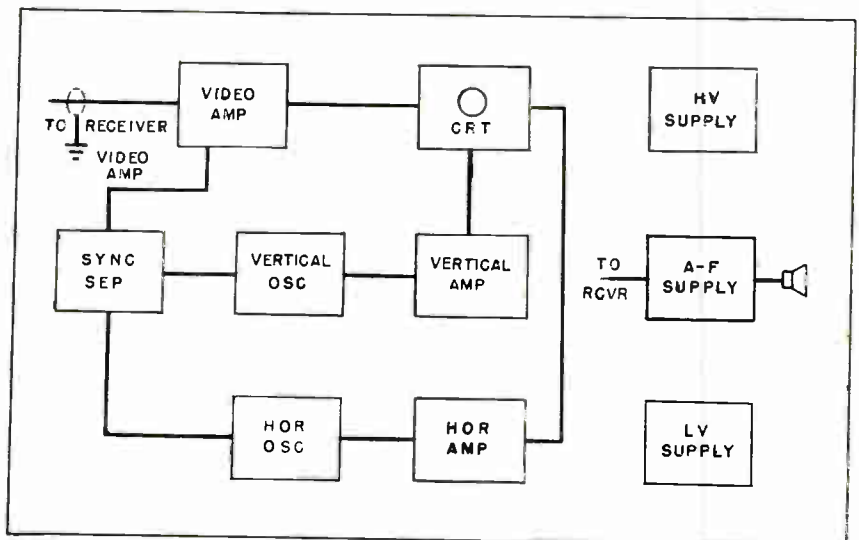 VIDEO
AMP
CRT
HV
SUPPLY
TO RECEIVER
VIDEO
AMP
SYNC
SEP
VERTICAL
OSC
VERTICAL
AMP
TO
RCVR
A-F
SUPPLY
HOR
OSC
HOR
AMP
LV
SUPPLY